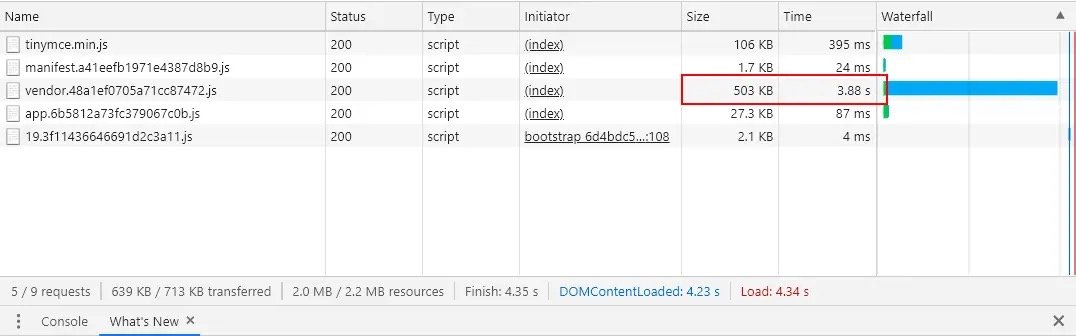 Name Status Type Initiator Size Time Waterfall
tinymce.min.js 200 script (index) 106 KB 395 ms
manifest.a41eefb1971e4387d8b9.js 200 script (index) 1.7 KB 24 ms
vendor.48a1ef0705a71cc87472.js 200 script (index) 503 KB 3.88 s
app.6b5812a73fc379067c0b.js 200 script (index) 27.3 KB 87 ms
19.3f11436646691d2c3a11.js 200 script bootstrap 6d4bdc5…:108 2.1 KB 4 ms
5 / 9 requests 639 KB / 713 KB transferred 2.0 MB / 2.2 MB resources Finish: 4.35 s DOMContentLoaded: 4.23 s Load: 4.34 s
Console What's New